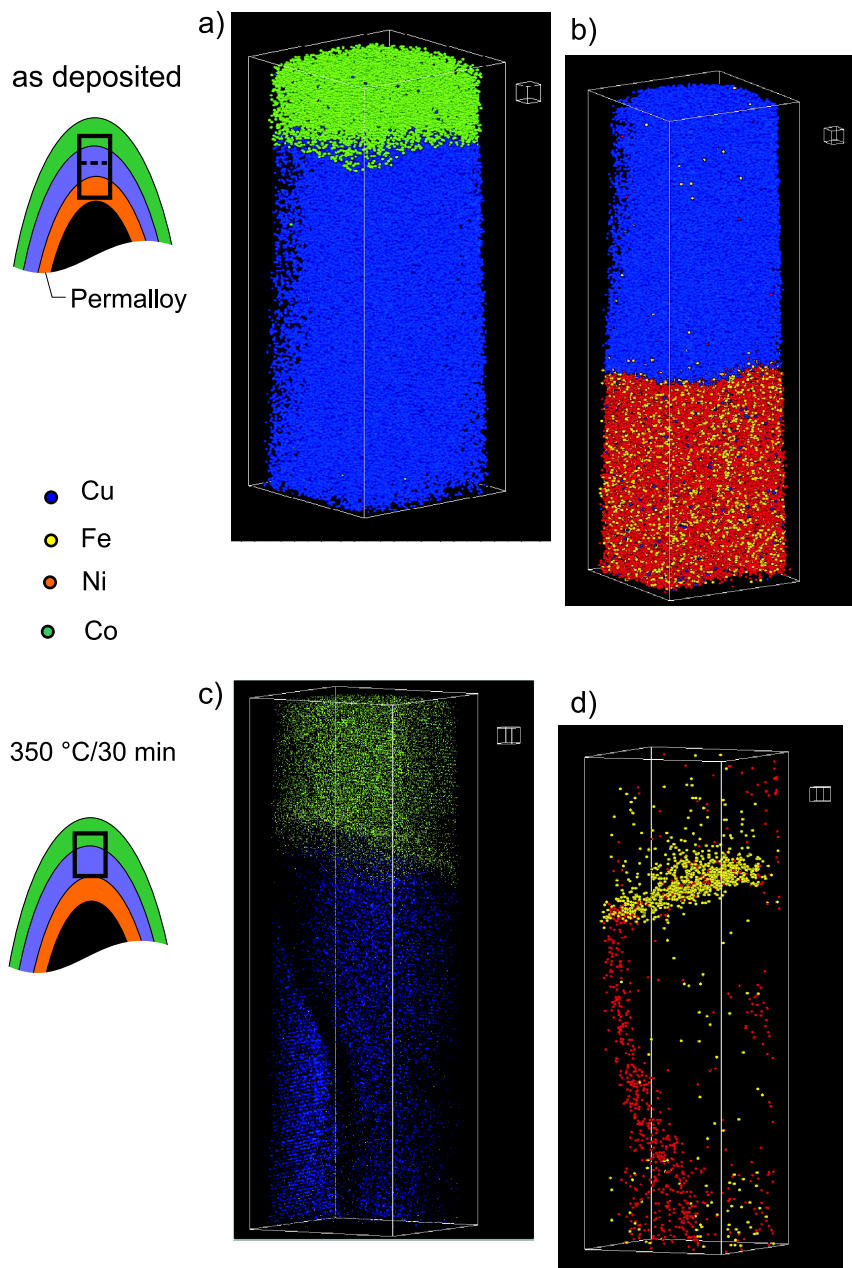 a)
b)
as deposited
Permalloy
Cu
Fe
Ni
Co
c)
d)
350 °C/30 min